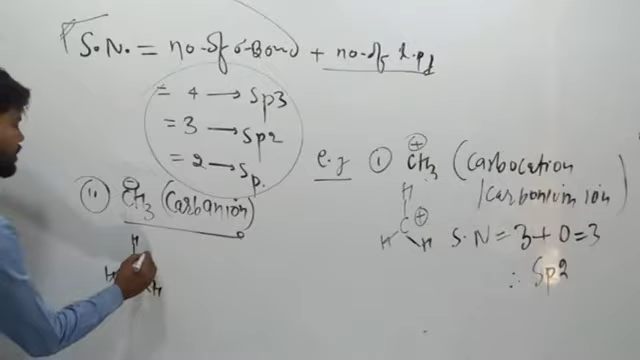 S.N. = no.of σ-Bond + no.of l.p
= 4 → Sp3
= 3 → Sp2
= 2 → Sp.
e.g ① ⊕CH3 (Carbocation
/Carbonium ion)
H
C⊕
H H
S.N = 3+0=3
∴ Sp2
(ii) ⊖CH3 (Carbanion)
H
H H